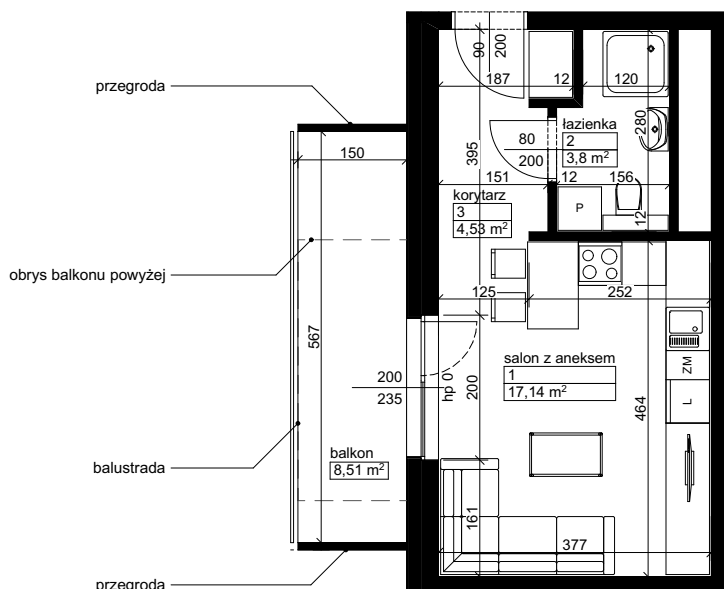 90
200
187
12
120
przegroda
łazienka
2
3,8 m²
280
80
200
395
150
151
12
156
korytarz
3
4,53 m²
P
12
obrys balkonu powyżej
125
252
567
salon z aneksem
1
17,14 m²
ZM
L
200
235
hp 0
200
464
balkon
8,51 m²
balustrada
161
377
przegroda